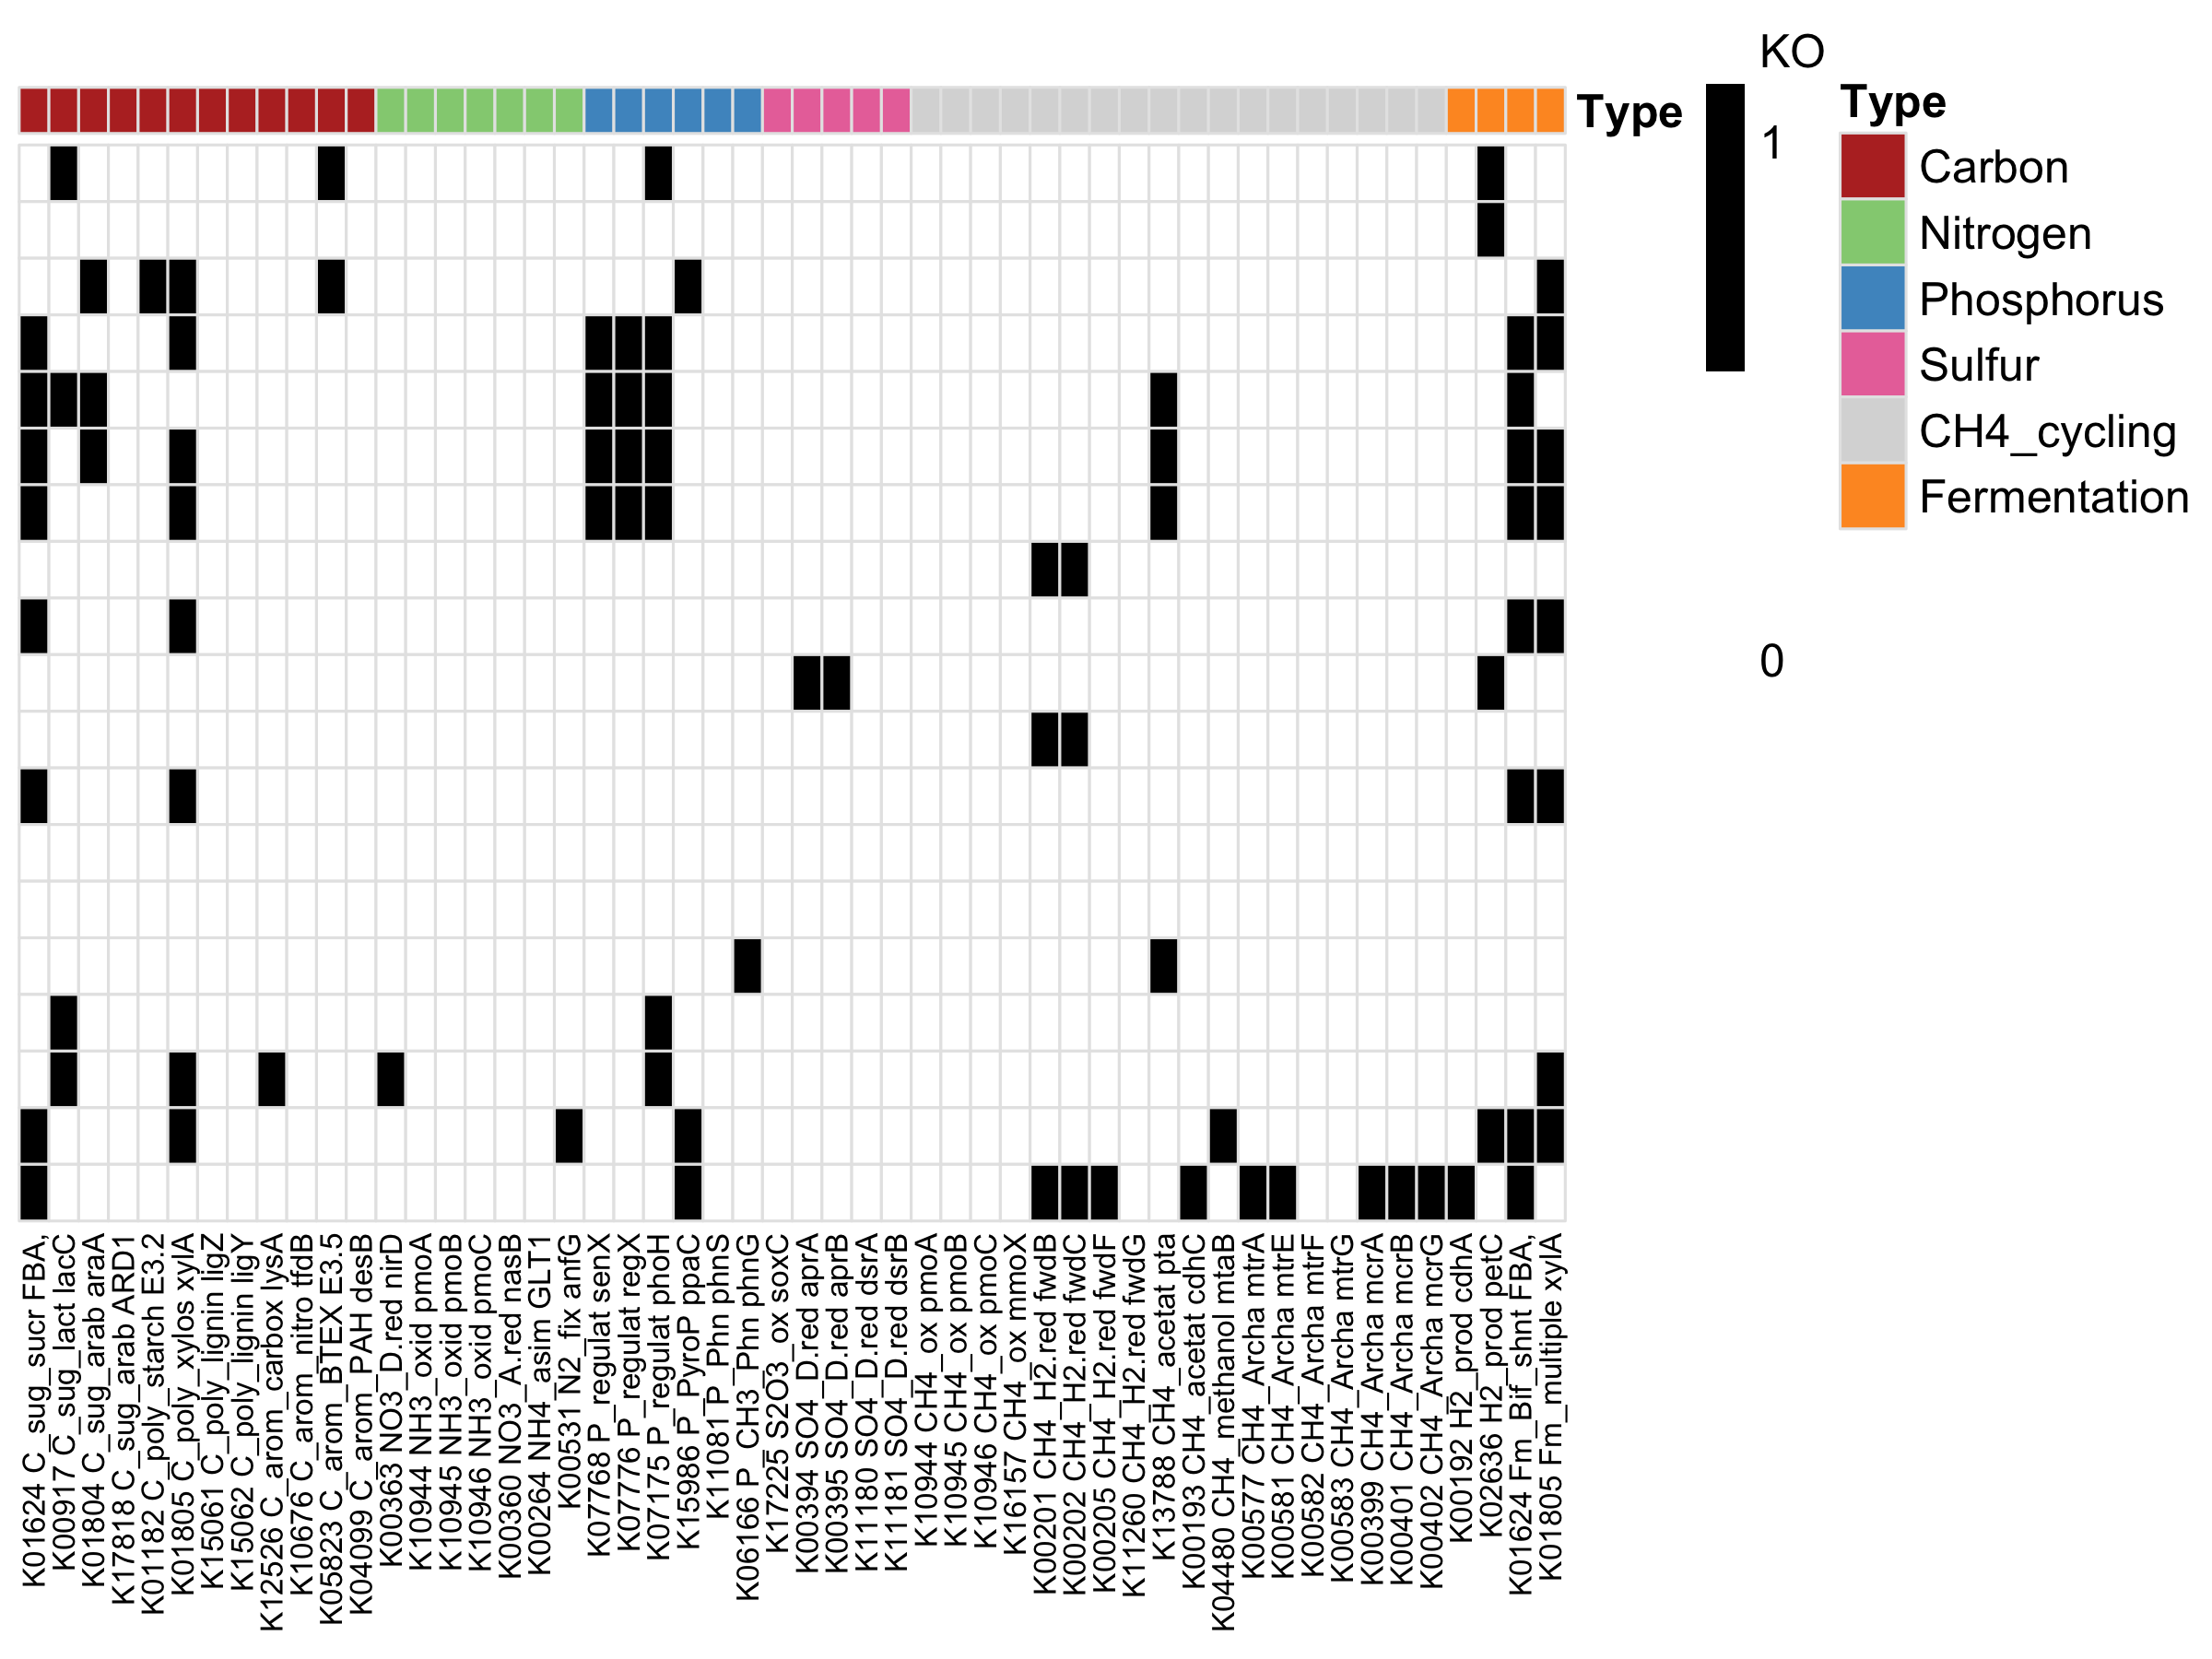 KO
1
0
Type
Type
Carbon
Nitrogen
Phosphorus
Sulfur
CH4_cycling
Fermentation
K01624 C_sug_sucr FBA,
K00917 C_sug_lact lacC
K01804 C_sug_arab araA
K17818 C_sug_arab ARD1
K01182 C_poly_starch E3.2
K01805 C_poly_xylos xylA
K15061 C_poly_lignin ligZ
K15062 C_poly_lignin ligY
K12526 C_arom_carbox lysA
K10676 C_arom_nitro tfdB
K05823 C_arom_BTEX E3.5
K04099 C_arom_PAH desB
K00363 NO3_D.red nirD
K10944 NH3_oxid pmoA
K10945 NH3_oxid pmoB
K10946 NH3_oxid pmoC
K00360 NO3_A.red nasB
K00264 NH4_asim GLT1
K00531 N2_fix anfG
K07768 P_regulat senX
K07776 P_regulat regX
K07175 P_regulat phoH
K15986 P_PyroP ppaC
K11081 P_Phn phnS
K06166 P_CH3_Phn phnG
K17225 S2O3_ox soxC
K00394 SO4_D.red aprA
K00395 SO4_D.red aprB
K11180 SO4_D.red dsrA
K11181 SO4_D.red dsrB
K10944 CH4_ox pmoA
K10945 CH4_ox pmoB
K10946 CH4_ox pmoC
K16157 CH4_ox mmoX
K00201 CH4_H2.red fwdB
K00202 CH4_H2.red fwdC
K00205 CH4_H2.red fwdF
K11260 CH4_H2.red fwdG
K13788 CH4_acetat pta
K00193 CH4_acetat cdhC
K04480 CH4_methanol mtaB
K00577 CH4_Archa mtrA
K00581 CH4_Archa mtrE
K00582 CH4_Archa mtrF
K00583 CH4_Archa mtrG
K00399 CH4_Archa mcrA
K00401 CH4_Archa mcrB
K00402 CH4_Archa mcrG
K00192 H2_prod cdhA
K02636 H2_prod petC
K01624 Fm_Bif_shnt FBA,
K01805 Fm_multiple xylA